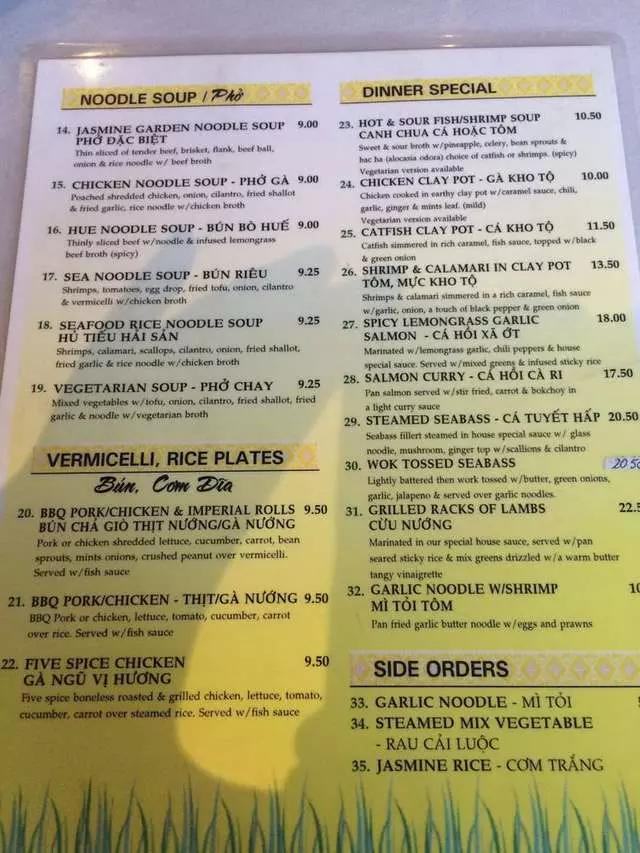 NOODLE SOUP / Phở
14. JASMINE GARDEN NOODLE SOUP 9.00
PHỞ ĐẶC BIỆT
Thin sliced of tender beef, brisket, flank, beef ball,
onion & rice noodle w/ beef broth
15. CHICKEN NOODLE SOUP - PHỞ GÀ 9.00
Poached shredded chicken, onion, cilantro, fried shallot
& fried garlic, rice noodle w/chicken broth
16. HUE NOODLE SOUP - BÚN BÒ HUẾ 9.00
Thinly sliced beef w/noodle & infused lemongrass
beef broth (spicy)
17. SEA NOODLE SOUP - BÚN RIÊU 9.25
Shrimps, tomatoes, egg drop, fried tofu, onion, cilantro
& vermicelli w/chicken broth
18. SEAFOOD RICE NOODLE SOUP 9.25
HỦ TIẾU HẢI SẢN
Shrimps, calamari, scallops, cilantro, onion, fried shallot,
fried garlic & rice noodle w/chicken broth
19. VEGETARIAN SOUP - PHỞ CHAY 9.25
Mixed vegetables w/tofu, onion, cilantro, fried shallot, fried
garlic & noodle w/vegetarian broth
VERMICELLI, RICE PLATES
Bún, Cơm Dĩa
20. BBQ PORK/CHICKEN & IMPERIAL ROLLS 9.50
BÚN CHẢ GIÒ THỊT NƯỚNG/GÀ NƯỚNG
Pork or chicken shredded lettuce, cucumber, carrot, bean
sprouts, mints onions, crushed peanut over vermicelli.
Served w/fish sauce
21. BBQ PORK/CHICKEN - THỊT/GÀ NƯỚNG 9.50
BBQ Pork or chicken, lettuce, tomato, cucumber, carrot
over rice. Served w/fish sauce
22. FIVE SPICE CHICKEN 9.50
GÀ NGŨ VỊ HƯƠNG
Five spice boneless roasted & grilled chicken, lettuce, tomato,
cucumber, carrot over steamed rice. Served w/fish sauce
DINNER SPECIAL
23. HOT & SOUR FISH/SHRIMP SOUP 10.50
CANH CHUA CÁ HOẶC TÔM
Sweet & sour broth w/pineapple, celery, bean sprouts &
bac ha (alocasia odora) choice of catfish or shrimps. (spicy)
Vegetarian version available
24. CHICKEN CLAY POT - GÀ KHO TỘ 10.00
Chicken cooked in earthy clay pot w/caramel sauce, chili,
garlic, ginger & mints leaf. (mild)
Vegetarian version available
25. CATFISH CLAY POT - CÁ KHO TỘ 11.50
Catfish simmered in rich caramel, fish sauce, topped w/black
& green onion
26. SHRIMP & CALAMARI IN CLAY POT 13.50
TÔM, MỰC KHO TỘ
Shrimps & calamari simmered in a rich caramel, fish sauce
w/garlic, onion, a touch of black pepper & green onion
27. SPICY LEMONGRASS GARLIC 18.00
SALMON - CÁ HỒI XÃ ỚT
Marinated w/lemongrass garlic, chili peppers & house
special sauce. Served w/mixed greens & infused sticky rice
28. SALMON CURRY - CÁ HỒI CÀ RI 17.50
Pan salmon served w/stir fried, carrot & bokchoy in
a light curry sauce
29. STEAMED SEABASS - CÁ TUYẾT HẤP 20.50
Seabass fillert steamed in house special sauce w/ glass
noodle, mushroom, ginger top w/scallions & cilantro
30. WOK TOSSED SEABASS 20.50
Lightly battered then wok tossed w/butter, green onions,
garlic, jalapeno & served over garlic noodles.
31. GRILLED RACKS OF LAMBS 22.5
CỪU NƯỚNG
Marinated in our special house sauce, served w/pan
seared sticky rice & mix greens drizzled w/a warm butter
tangy vinaigrette
32. GARLIC NOODLE W/SHRIMP 10
MÌ TỎI TÔM
Pan fried garlic butter noodle w/eggs and prawns
SIDE ORDERS
33. GARLIC NOODLE - MÌ TỎI
34. STEAMED MIX VEGETABLE
- RAU CẢI LUỘC
35. JASMINE RICE - CƠM TRẮNG